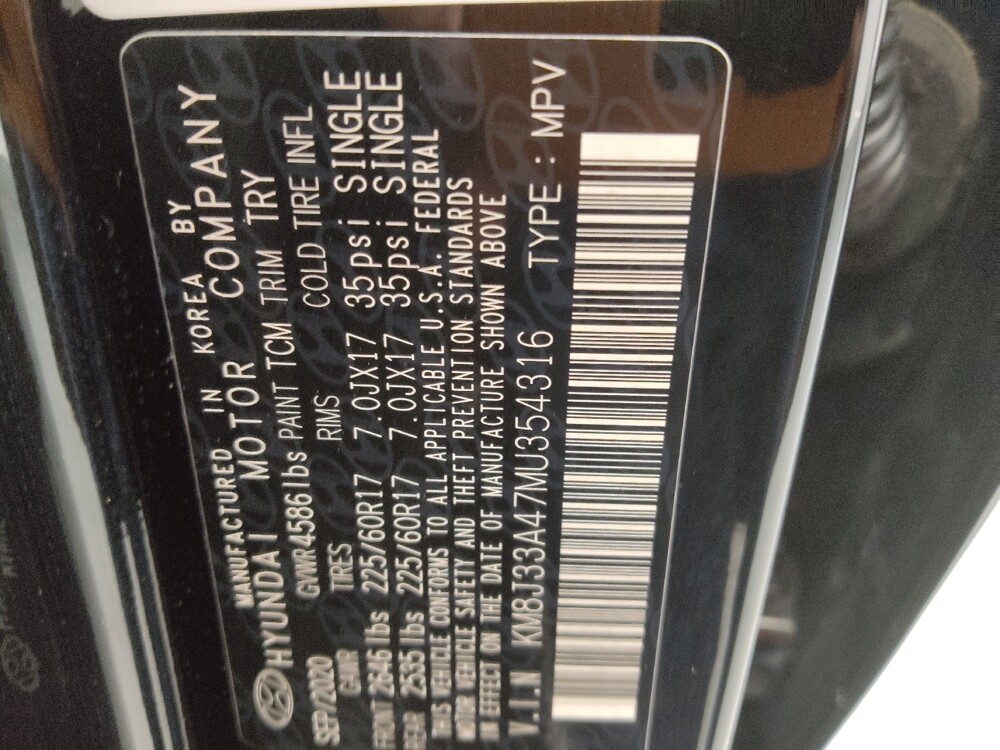 MANUFACTURED IN KOREA BY
HYUNDAI MOTOR COMPANY
SEP/2020 GVWR4586lbs PAINT TCM TRIM TRY
GAWR TRES RIMS COLD TIRE INFL
FRONT 2646lbs 225/60R17 7.0JX17 35psi SINGLE
REAR 2535lbs 225/60R17 7.0JX17 35psi SINGLE
THIS VEHICLE CONFORMS TO ALL APPLICABLE U.S.A. FEDERAL
MOTOR VEHICLE SAFETY AND THEFT PREVENTION STANDARDS
IN EFFECT ON THE DATE OF MANUFACTURE SHOWN ABOVE
V.I.N KM8J33A47MU354316 TYPE : MPV